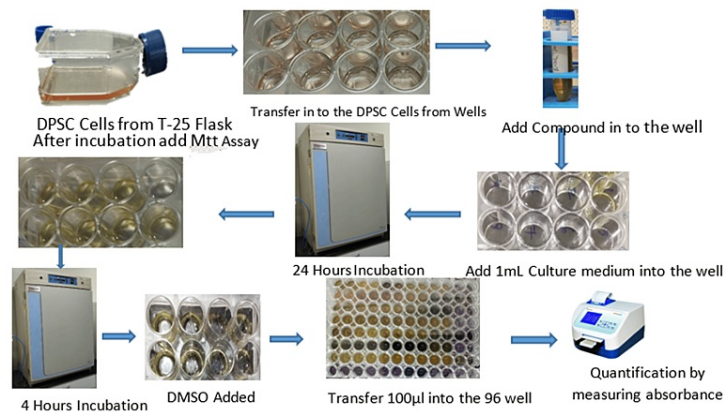 DPSC Cells from T-25 Flask
Transfer in to the DPSC Cells from Wells
Add Compound in to the well
After incubation add Mtt Assay
24 Hours Incubation
Add 1mL Culture medium into the well
4 Hours Incubation
DMSO Added
Transfer 100µl into the 96 well
Quantification by
measuring absorbance